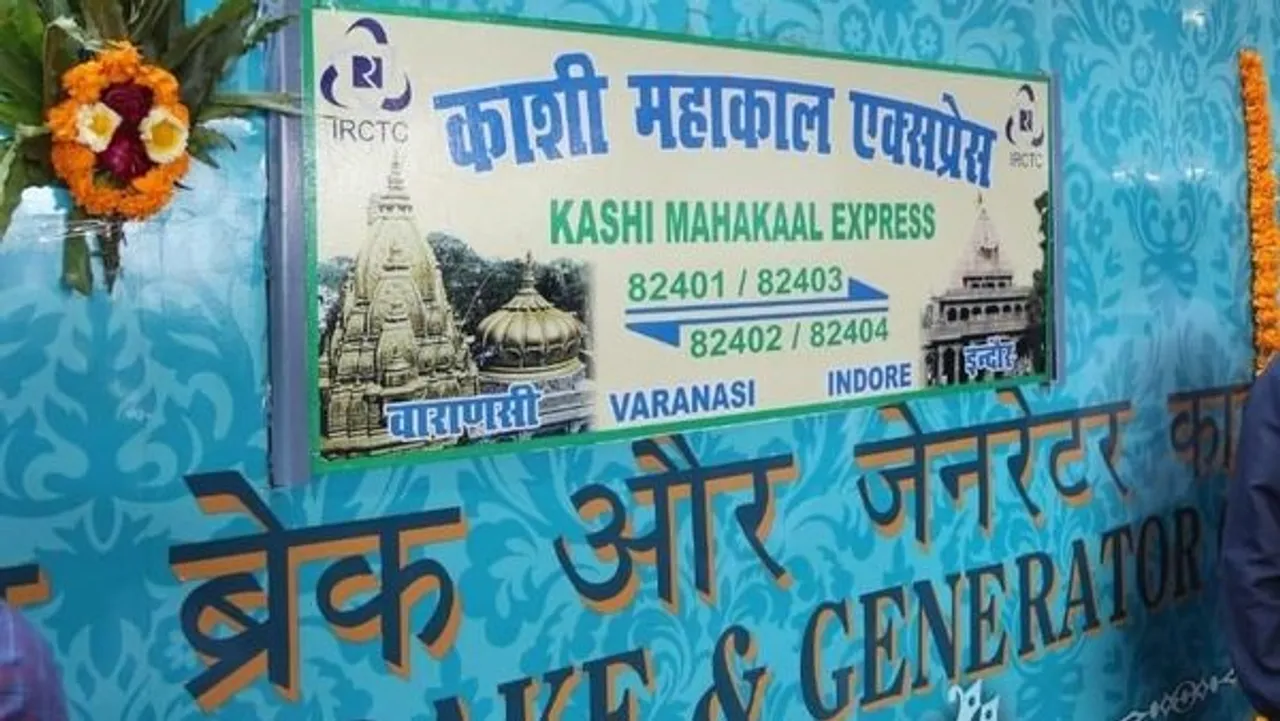 IRCTC
काशी महाकाल एक्सप्रेस
IRCTC
KASHI MAHAKAAL EXPRESS
82401 / 82403
82402 / 82404
वाराणसी
VARANASI
INDORE
इन्दौर
ब्रेक और जेनरेटर
& GENERATOR